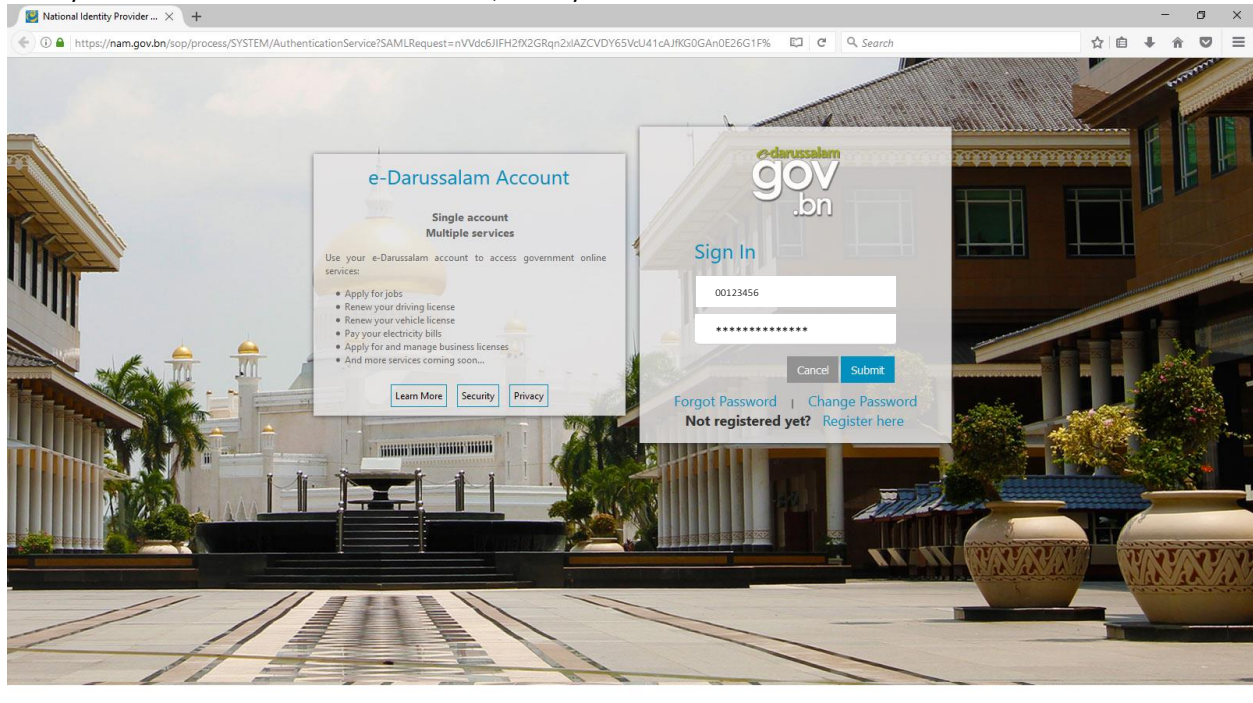 National Identity Provider ...
https://nam.gov.bn/sop/process/SYSTEM/AuthenticationService?SAMLRequest=nVVdc6JIFH2fX2GRqn2xlAZCVDY65VcU41cAJfKG0GAn0E26G1F%
Search
e-Darussalam Account
Single account
Multiple services
Use your e-Darussalam account to access government online
services:
Apply for jobs
Renew your driving license
Renew your vehicle license
Pay your electricity bills
Apply for and manage business licenses
And more services coming soon...
Learn More Security Privacy
e-darussalam
gov
.bn
Sign In
00123456
**************
Cancel Submit
Forgot Password | Change Password
Not registered yet? Register here